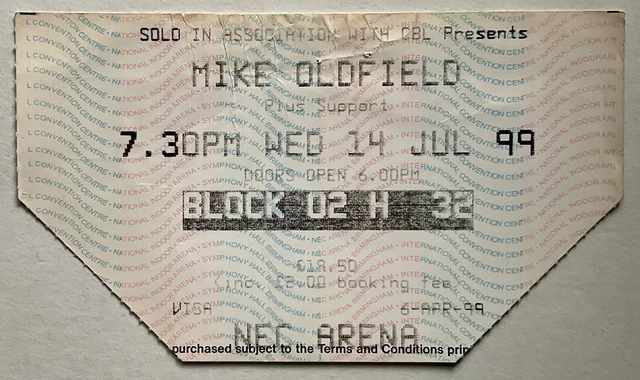 SOLO IN ASSOCIATION WITH CBL Presents
MIKE OLDFIELD
Plus Support
7.30PM WED 14 JUL 99
DOORS OPEN 6.00PM
BLOCK 02 H 32
£18.50
inc £2.00 booking fee
VISA 6-APR-99
NEC ARENA
purchased subject to the Terms and Conditions prin